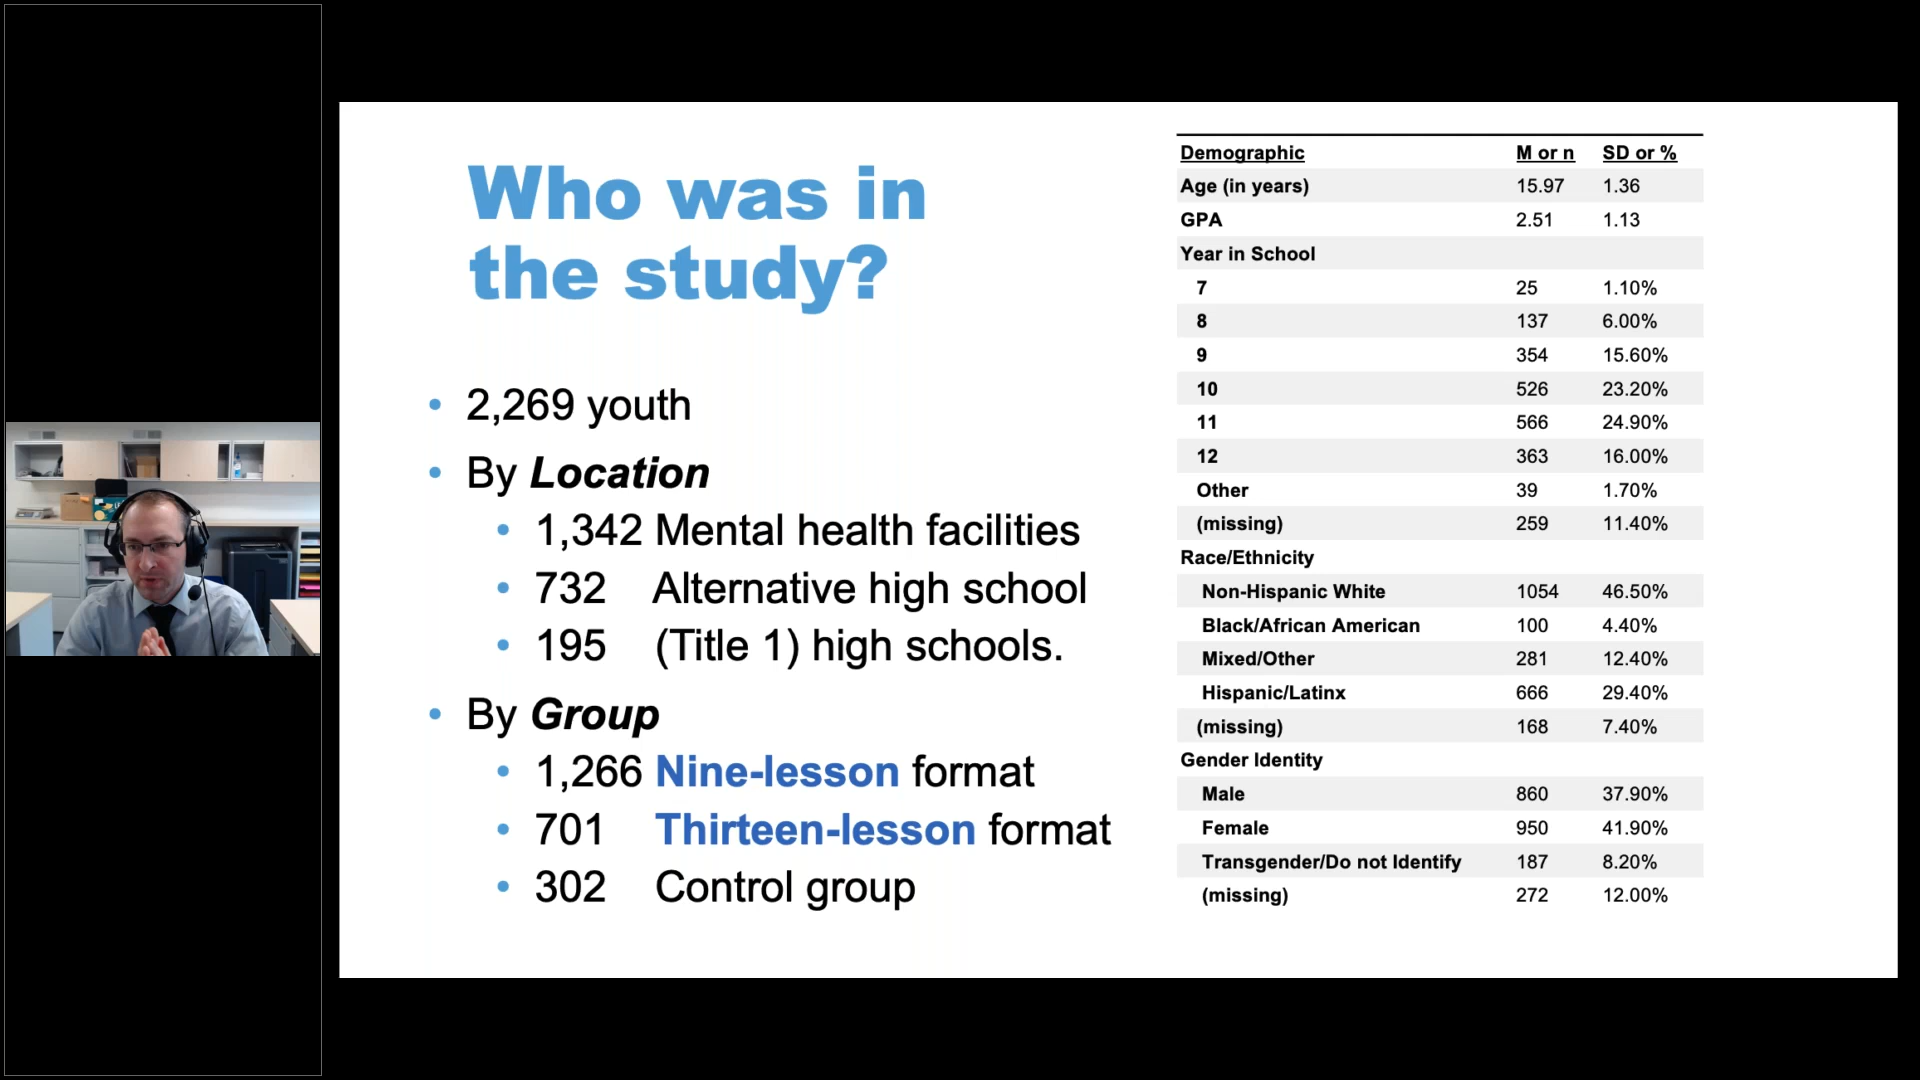 Who was in
the study?
• 2,269 youth
• By Location
• 1,342 Mental health facilities
• 732 Alternative high school
• 195 (Title 1) high schools.
• By Group
• 1,266 Nine-lesson format
• 701 Thirteen-lesson format
• 302 Control group
Demographic M or n SD or %
Age (in years) 15.97 1.36
GPA 2.51 1.13
Year in School
7 25 1.10%
8 137 6.00%
9 354 15.60%
10 526 23.20%
11 566 24.90%
12 363 16.00%
Other 39 1.70%
(missing) 259 11.40%
Race/Ethnicity
Non-Hispanic White 1054 46.50%
Black/African American 100 4.40%
Mixed/Other 281 12.40%
Hispanic/Latinx 666 29.40%
(missing) 168 7.40%
Gender Identity
Male 860 37.90%
Female 950 41.90%
Transgender/Do not Identify 187 8.20%
(missing) 272 12.00%